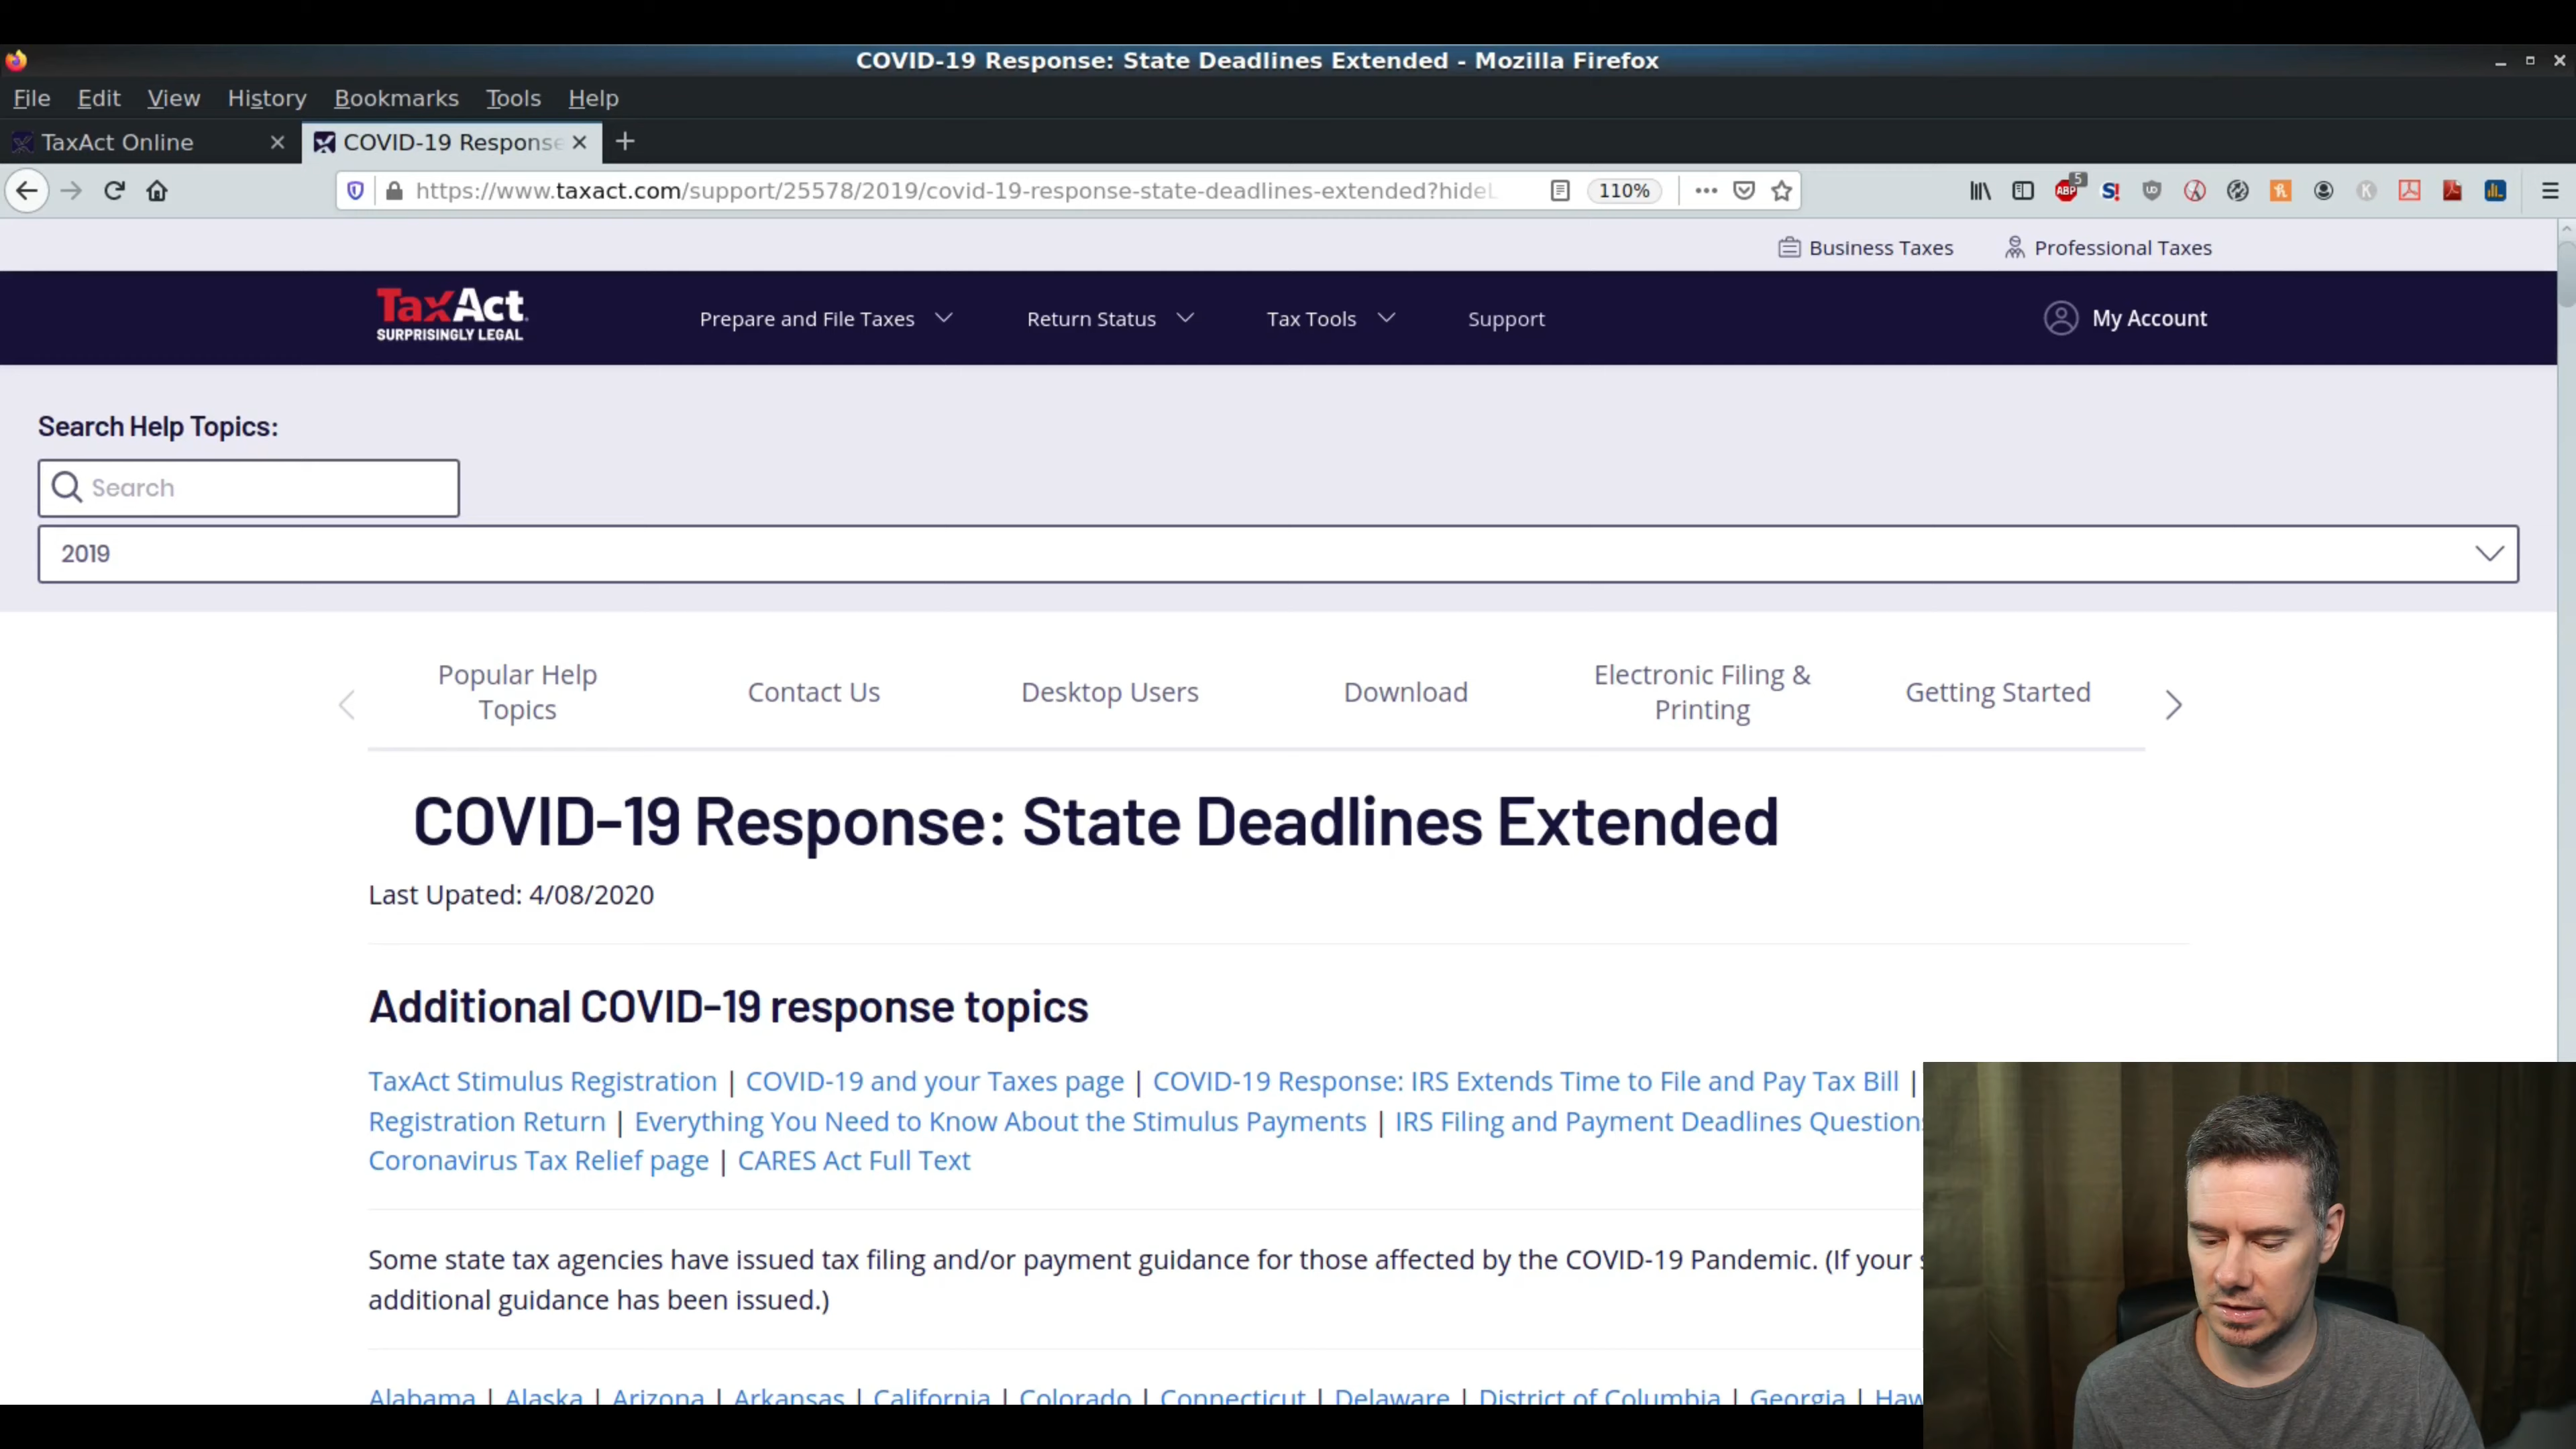 COVID-19 Response: State Deadlines Extended - Mozilla Firefox
File Edit View History Bookmarks Tools Help
TaxAct Online COVID-19 Response
https://www.taxact.com/support/25578/2019/covid-19-response-state-deadlines-extended?hideL 110%
ABP 5 S! UD K
Business Taxes Professional Taxes
TaxAct.
SURPRISINGLY LEGAL
Prepare and File Taxes Return Status Tax Tools Support My Account
Search Help Topics:
Search
2019
Popular Help
Topics
Contact Us
Desktop Users
Download
Electronic Filing &
Printing
Getting Started
COVID-19 Response: State Deadlines Extended
Last Upated: 4/08/2020
Additional COVID-19 response topics
TaxAct Stimulus Registration | COVID-19 and your Taxes page | COVID-19 Response: IRS Extends Time to File and Pay Tax Bill |
Registration Return | Everything You Need to Know About the Stimulus Payments | IRS Filing and Payment Deadlines Question
Coronavirus Tax Relief page | CARES Act Full Text
Some state tax agencies have issued tax filing and/or payment guidance for those affected by the COVID-19 Pandemic. (If your
additional guidance has been issued.)
Alabama | Alaska | Arizona | Arkansas | California | Colorado | Connecticut | Delaware | District of Columbia | Georgia | Haw